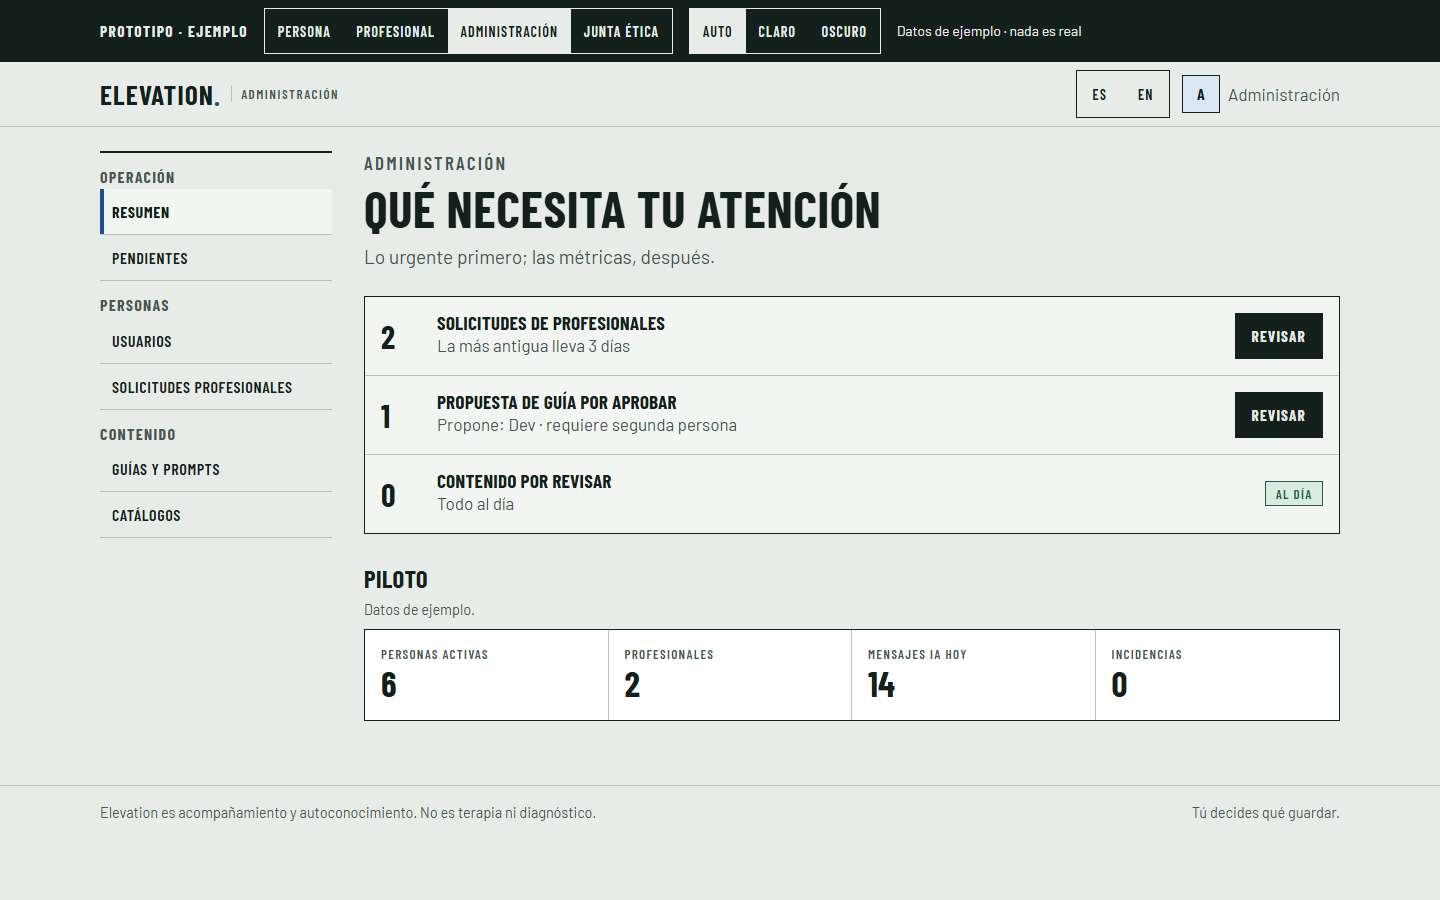 PROTOTIPO · EJEMPLO
PERSONA
PROFESIONAL
ADMINISTRACIÓN
JUNTA ÉTICA
AUTO
CLARO
OSCURO
Datos de ejemplo · nada es real
ELEVATION.
ADMINISTRACIÓN
ES
EN
A
Administración
OPERACIÓN
RESUMEN
PENDIENTES
PERSONAS
USUARIOS
SOLICITUDES PROFESIONALES
CONTENIDO
GUÍAS Y PROMPTS
CATÁLOGOS
ADMINISTRACIÓN
QUÉ NECESITA TU ATENCIÓN
Lo urgente primero; las métricas, después.
2
SOLICITUDES DE PROFESIONALES
La más antigua lleva 3 días
REVISAR
1
PROPUESTA DE GUÍA POR APROBAR
Propone: Dev · requiere segunda persona
REVISAR
0
CONTENIDO POR REVISAR
Todo al día
AL DÍA
PILOTO
Datos de ejemplo.
PERSONAS ACTIVAS
6
PROFESIONALES
2
MENSAJES IA HOY
14
INCIDENCIAS
0
Elevation es acompañamiento y autoconocimiento. No es terapia ni diagnóstico.
Tú decides qué guardar.